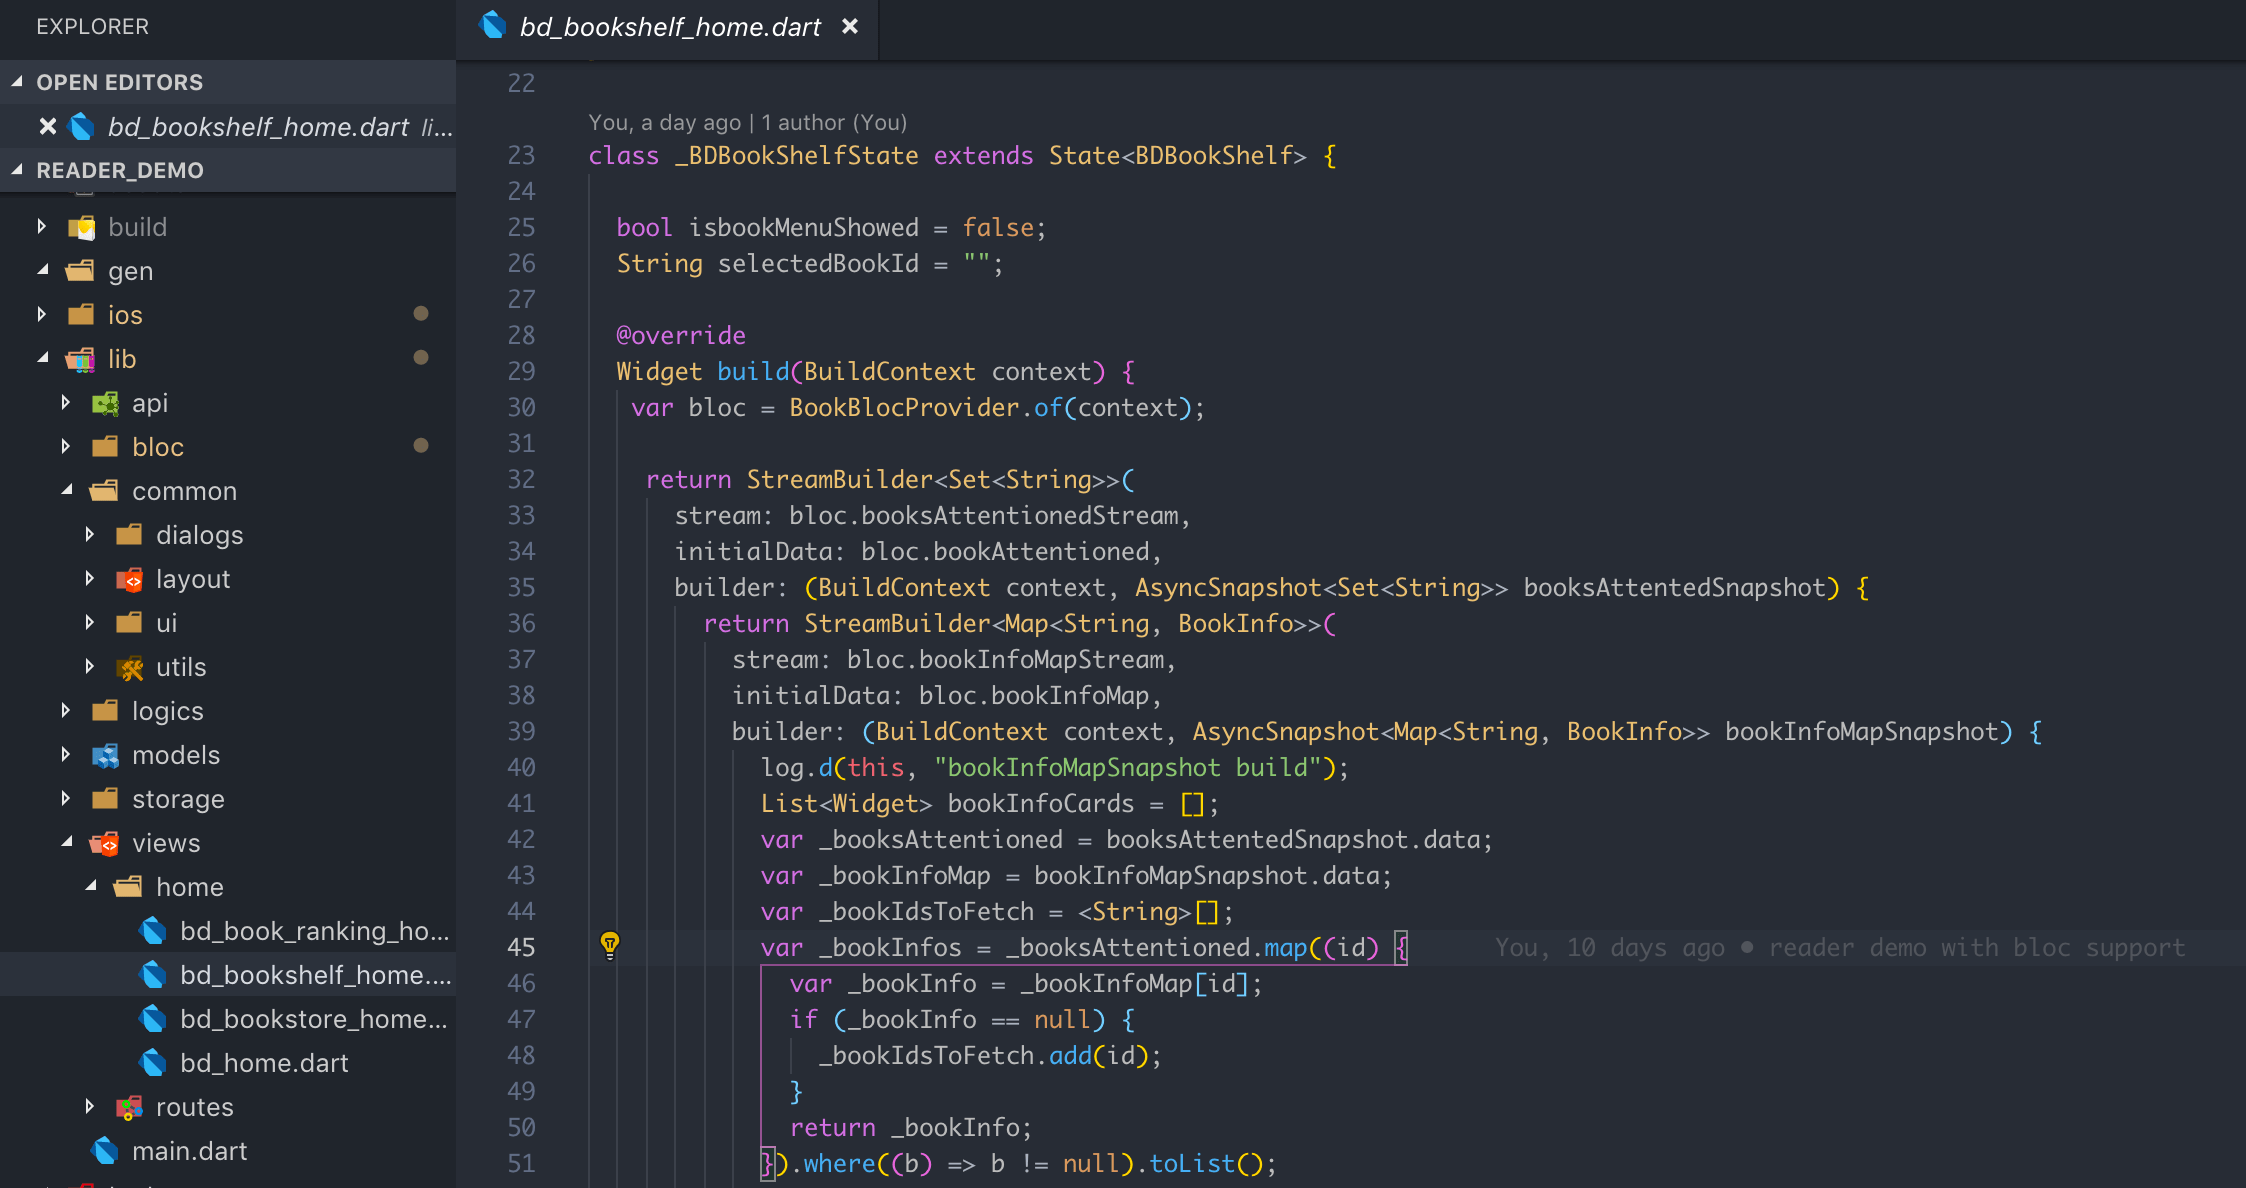 EXPLORER
OPEN EDITORS
bd_bookshelf_home.dart li...
READER_DEMO
build
gen
ios
lib
api
bloc
common
dialogs
layout
ui
utils
logics
models
storage
views
home
bd_book_ranking_ho...
bd_bookshelf_home....
bd_bookstore_home...
bd_home.dart
routes
main.dart
bd_bookshelf_home.dart
22
You, a day ago | 1 author (You)
23 class _BDBookShelfState extends State<BDBookShelf> {
24
25 bool isbookMenuShowed = false;
26 String selectedBookId = "";
27
28 @override
29 Widget build(BuildContext context) {
30 var bloc = BookBlocProvider.of(context);
31
32 return StreamBuilder<Set<String>>(
33 stream: bloc.booksAttentionedStream,
34 initialData: bloc.bookAttentioned,
35 builder: (BuildContext context, AsyncSnapshot<Set<String>> booksAttentedSnapshot) {
36 return StreamBuilder<Map<String, BookInfo>>(
37 stream: bloc.bookInfoMapStream,
38 initialData: bloc.bookInfoMap,
39 builder: (BuildContext context, AsyncSnapshot<Map<String, BookInfo>> bookInfoMapSnapshot) {
40 log.d(this, "bookInfoMapSnapshot build");
41 List<Widget> bookInfoCards = [];
42 var _booksAttentioned = booksAttentedSnapshot.data;
43 var _bookInfoMap = bookInfoMapSnapshot.data;
44 var _bookIdsToFetch = <String>[];
45 var _bookInfos = _booksAttentioned.map((id) { You, 10 days ago • reader demo with bloc support
46 var _bookInfo = _bookInfoMap[id];
47 if (_bookInfo == null) {
48 _bookIdsToFetch.add(id);
49 }
50 return _bookInfo;
51 }).where((b) => b != null).toList();